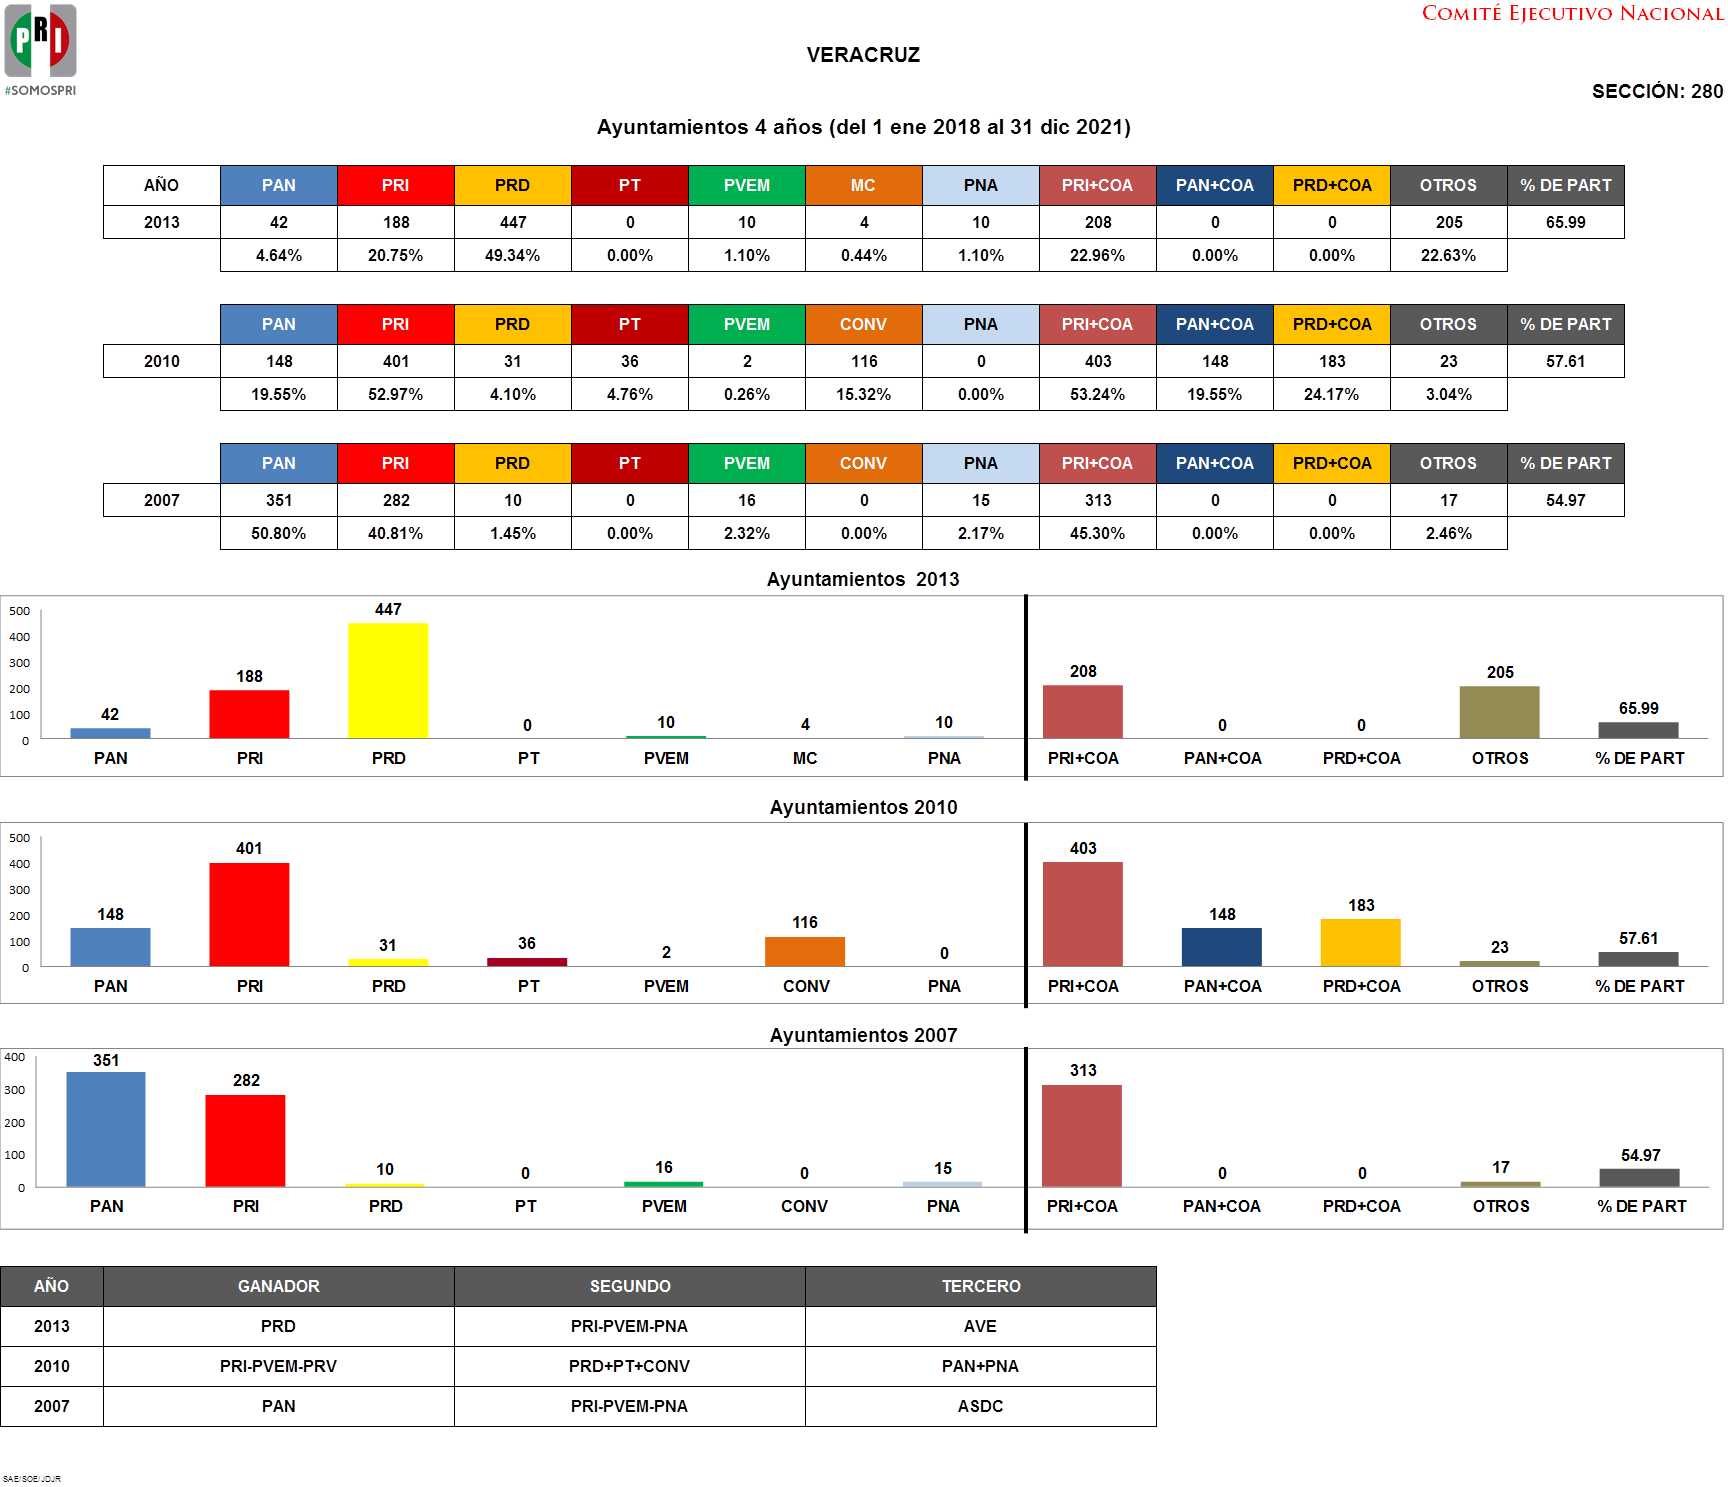 PRI
#SOMOSPRI
COMITÉ EJECUTIVO NACIONAL
VERACRUZ
SECCIÓN: 280
Ayuntamientos 4 años (del 1 ene 2018 al 31 dic 2021)
AÑO PAN PRI PRD PT PVEM MC PNA PRI+COA PAN+COA PRD+COA OTROS % DE PART
2013 42 188 447 0 10 4 10 208 0 0 205 65.99
4.64% 20.75% 49.34% 0.00% 1.10% 0.44% 1.10% 22.96% 0.00% 0.00% 22.63%
PAN PRI PRD PT PVEM CONV PNA PRI+COA PAN+COA PRD+COA OTROS % DE PART
2010 148 401 31 36 2 116 0 403 148 183 23 57.61
19.55% 52.97% 4.10% 4.76% 0.26% 15.32% 0.00% 53.24% 19.55% 24.17% 3.04%
PAN PRI PRD PT PVEM CONV PNA PRI+COA PAN+COA PRD+COA OTROS % DE PART
2007 351 282 10 0 16 0 15 313 0 0 17 54.97
50.80% 40.81% 1.45% 0.00% 2.32% 0.00% 2.17% 45.30% 0.00% 0.00% 2.46%
Ayuntamientos 2013
500
400
300
200
100
0
42 188 447 0 10 4 10 208 0 0 205 65.99
PAN PRI PRD PT PVEM MC PNA PRI+COA PAN+COA PRD+COA OTROS % DE PART
Ayuntamientos 2010
500
400
300
200
100
0
148 401 31 36 2 116 0 403 148 183 23 57.61
PAN PRI PRD PT PVEM CONV PNA PRI+COA PAN+COA PRD+COA OTROS % DE PART
Ayuntamientos 2007
400
300
200
100
0
351 282 10 0 16 0 15 313 0 0 17 54.97
PAN PRI PRD PT PVEM CONV PNA PRI+COA PAN+COA PRD+COA OTROS % DE PART
AÑO GANADOR SEGUNDO TERCERO
2013 PRD PRI-PVEM-PNA AVE
2010 PRI-PVEM-PRV PRD+PT+CONV PAN+PNA
2007 PAN PRI-PVEM-PNA ASDC
SAE/SOE/JDJR